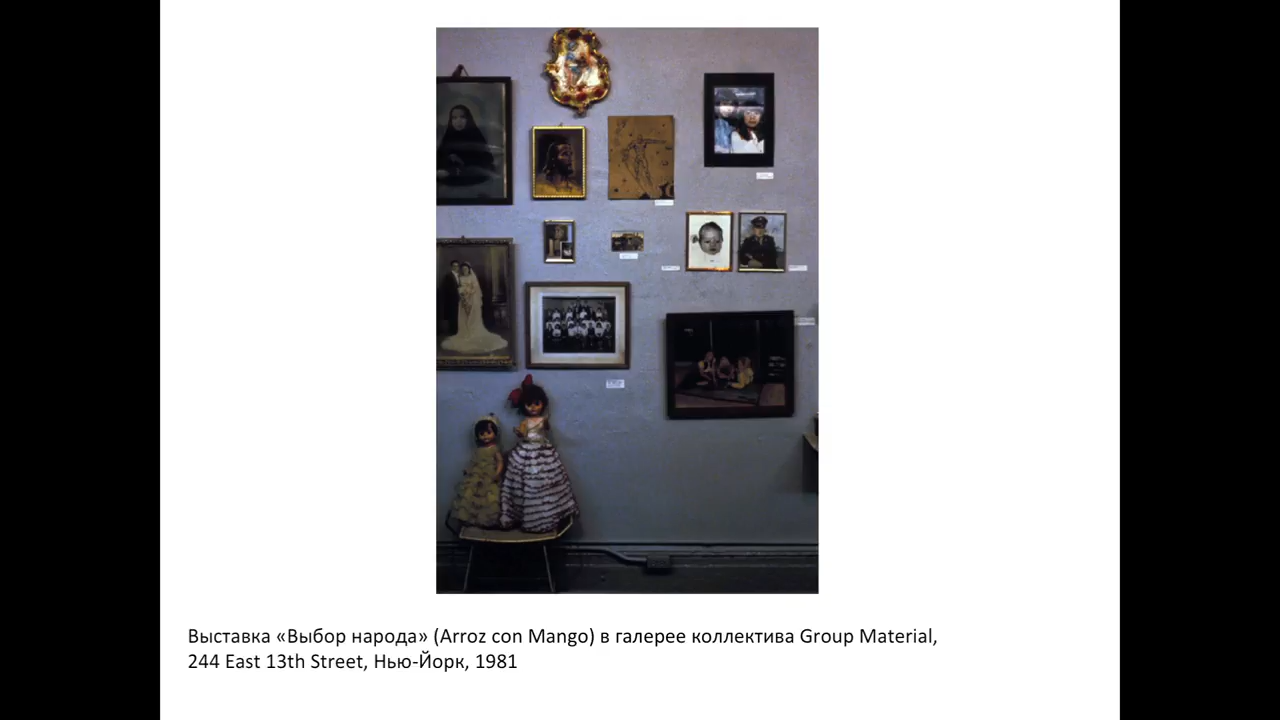 Выставка «Выбор народа» (Arroz con Mango) в галерее коллектива Group Material,
244 East 13th Street, Нью-Йорк, 1981